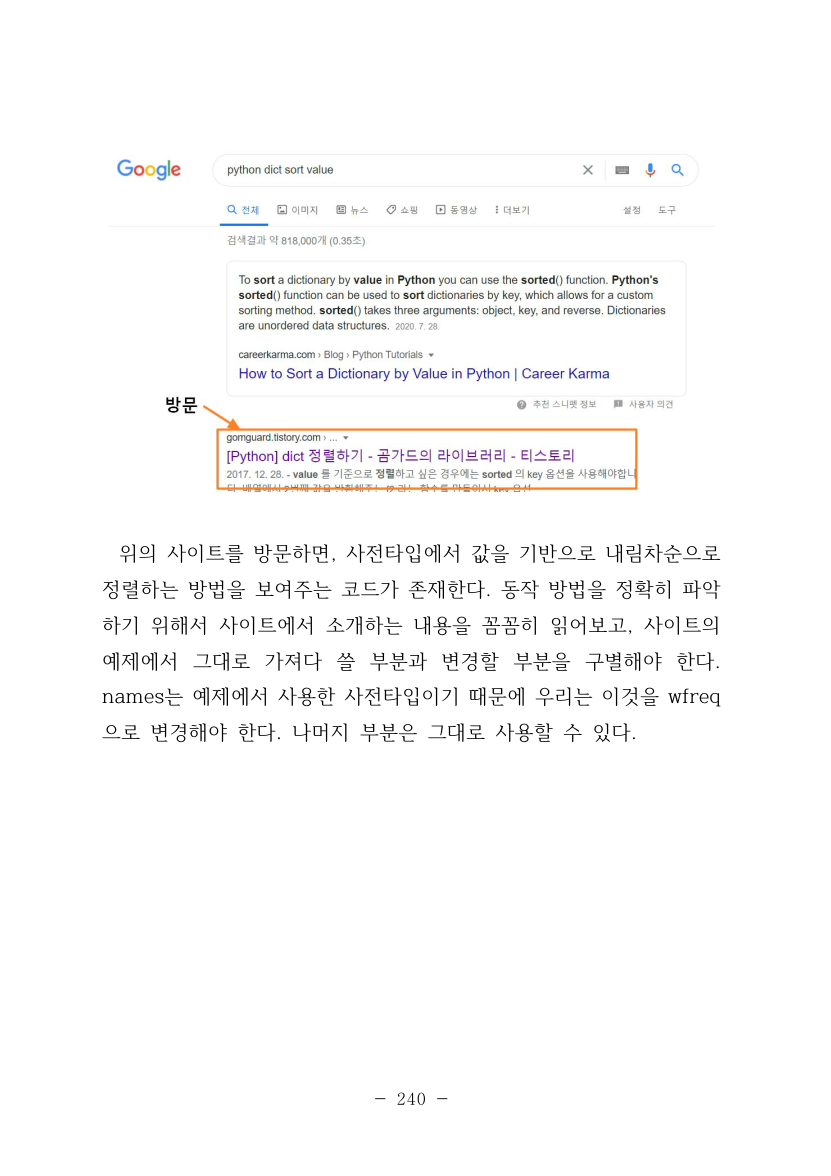 Google
python dict sort value
전체 이미지 뉴스 쇼핑 동영상 더보기 설정 도구
검색결과 약 818,000개 (0.35초)
To sort a dictionary by value in Python you can use the sorted() function. Python's
sorted() function can be used to sort dictionaries by key, which allows for a custom
sorting method. sorted() takes three arguments: object, key, and reverse. Dictionaries
are unordered data structures. 2020. 7. 28.
careerkarma.com › Blog › Python Tutorials
How to Sort a Dictionary by Value in Python | Career Karma
추천 스니펫 정보 사용자 의견
방문
gomguard.tistory.com › ...
[Python] dict 정렬하기 - 곰가드의 라이브러리 - 티스토리
2017. 12. 28. - value 를 기준으로 정렬하고 싶은 경우에는 sorted 의 key 옵션을 사용해야합니
위의 사이트를 방문하면, 사전타입에서 값을 기반으로 내림차순으로
정렬하는 방법을 보여주는 코드가 존재한다. 동작 방법을 정확히 파악
하기 위해서 사이트에서 소개하는 내용을 꼼꼼히 읽어보고, 사이트의
예제에서 그대로 가져다 쓸 부분과 변경할 부분을 구별해야 한다.
names는 예제에서 사용한 사전타입이기 때문에 우리는 이것을 wfreq
으로 변경해야 한다. 나머지 부분은 그대로 사용할 수 있다.
- 240 -